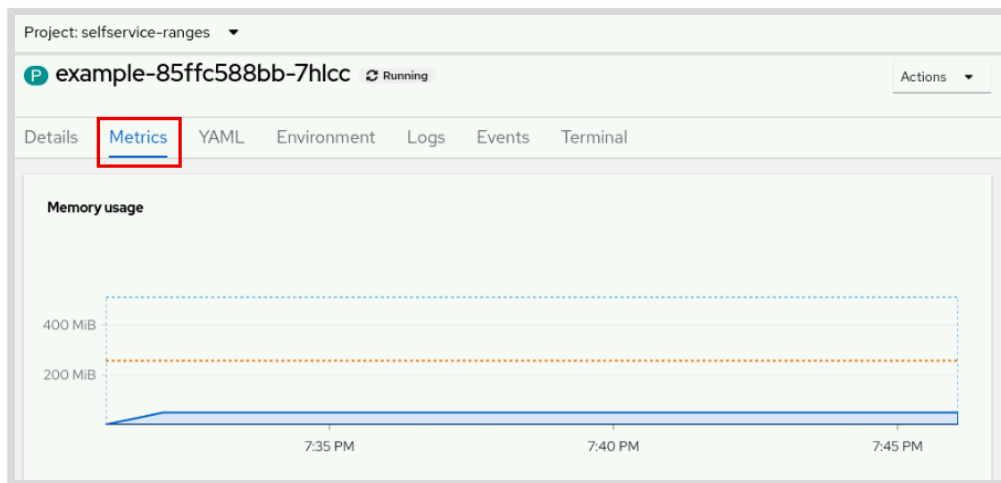 Project: selfservice-ranges
P example-85ffc588bb-7hlcc Running
Actions
Details Metrics YAML Environment Logs Events Terminal
Memory usage
400 MiB
200 MiB
7:35 PM 7:40 PM 7:45 PM